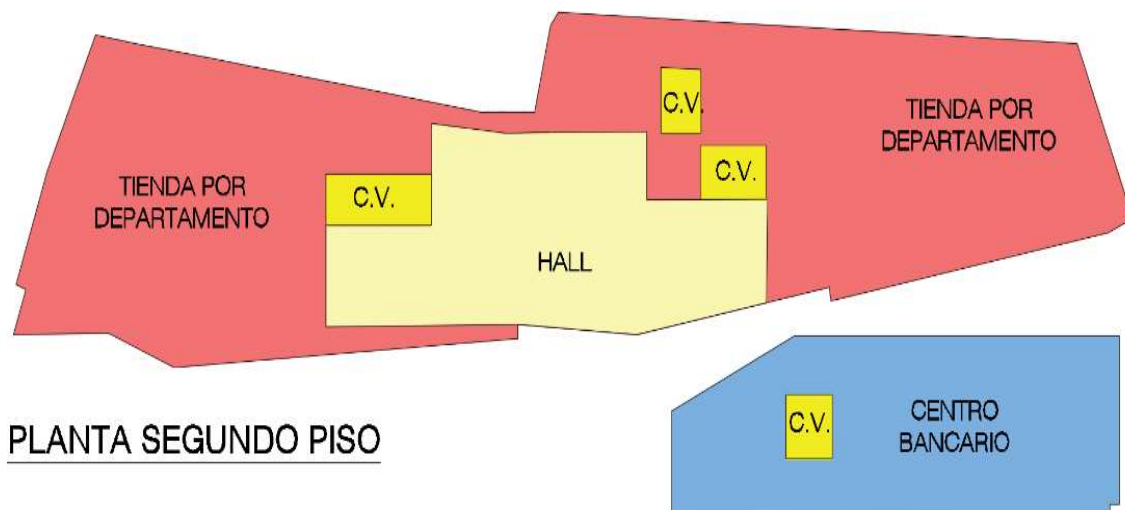 C.V.
TIENDA POR
DEPARTAMENTO
C.V.
TIENDA POR
DEPARTAMENTO
C.V.
HALL
CENTRO
BANCARIO
C.V.
PLANTA SEGUNDO PISO